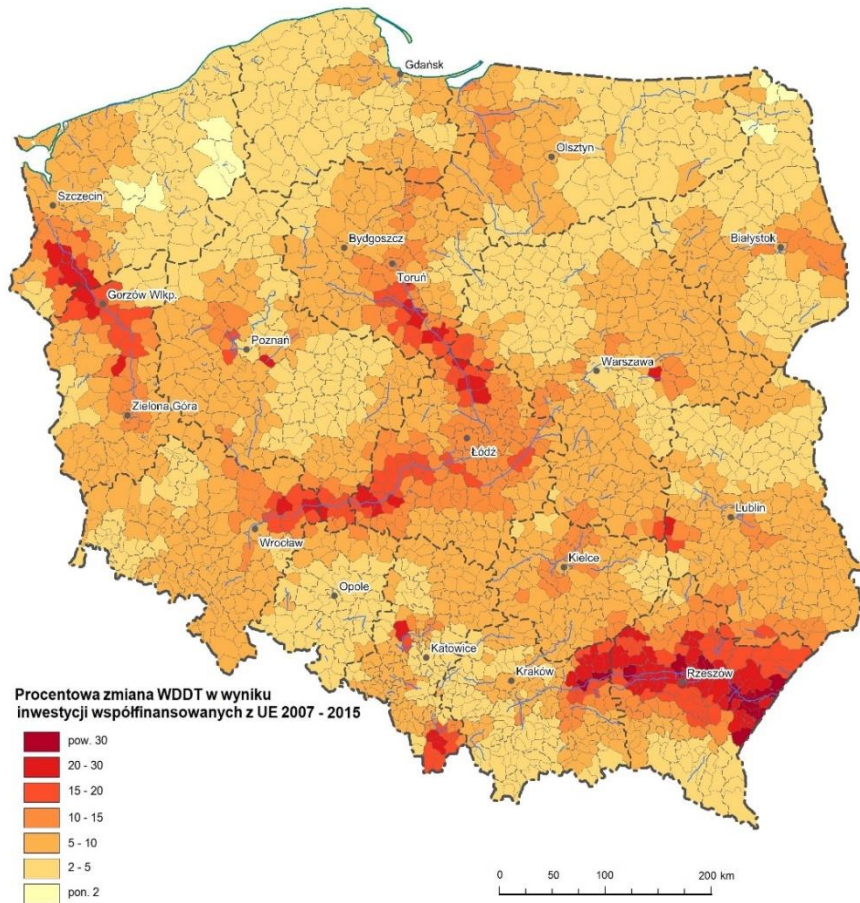 Gdańsk
Olsztyn
Szczecin
Bydgoszcz
Białystok
Toruń
Gorzów Wlkp.
Poznań
Warszawa
Zielona Góra
Łódź
Lublin
Wrocław
Kielce
Opole
Katowice
Kraków
Rzeszów
Procentowa zmiana WDDT w wyniku
inwestycji współfinansowanych z UE 2007 - 2015
pow. 30
20 - 30
15 - 20
10 - 15
5 - 10
2 - 5
pon. 2
0 50 100 200 km